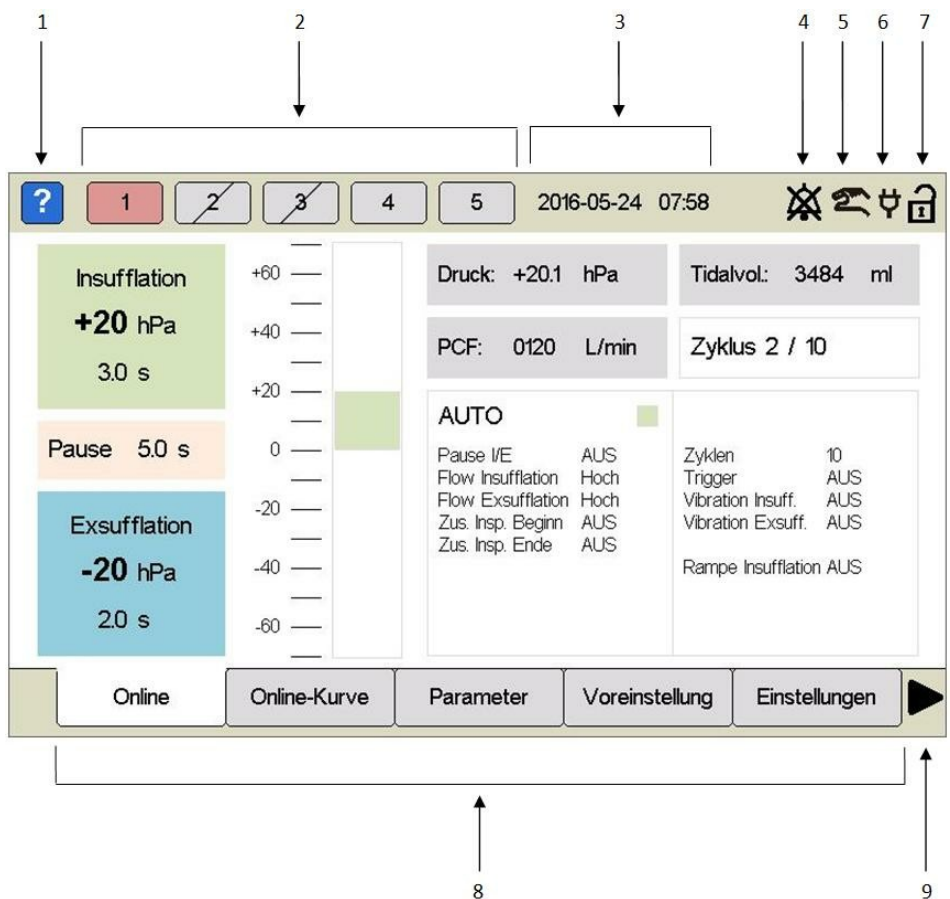 1 2 3 4 5 6 7
? 1 2 3 4 5 2016-05-24 07:58
Insufflation
+20 hPa
3.0 s
Pause 5.0 s
Exsufflation
-20 hPa
2.0 s
+60
+40
+20
0
-20
-40
-60
Druck: +20.1 hPa
Tidalvol.: 3484 ml
PCF: 0120 L/min
Zyklus 2 / 10
AUTO
Pause I/E AUS
Flow Insufflation Hoch
Flow Exsufflation Hoch
Zus. Insp. Beginn AUS
Zus. Insp. Ende AUS
Zyklen 10
Trigger AUS
Vibration Insuff. AUS
Vibration Exsuff. AUS
Rampe Insufflation AUS
Online Online-Kurve Parameter Voreinstellung Einstellungen
8 9